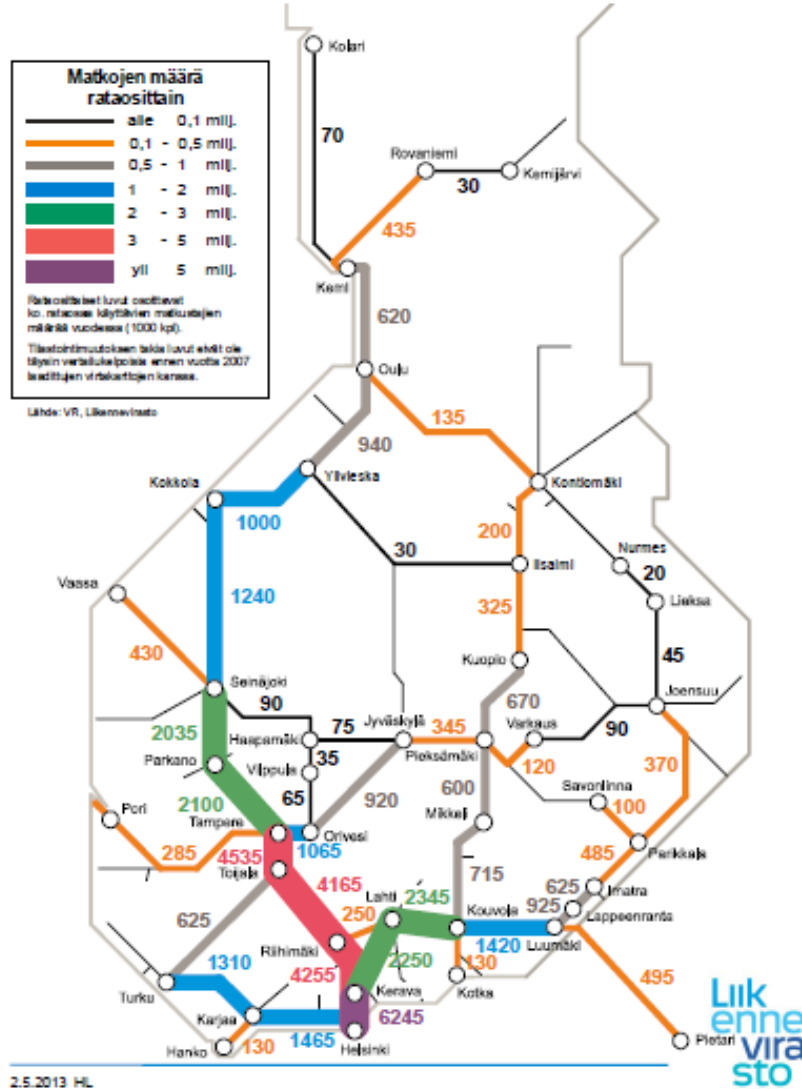 Kolari
Matkojen määrä
rataosittain
alle 0,1 milj.
0,1 - 0,5 milj.
0,5 - 1 milj.
1 - 2 milj.
2 - 3 milj.
3 - 5 milj.
yli 5 milj.
Rataosittaiset luvut osoittavat
ko. rataosaa käyttävien matkustajien
määrää vuodessa (1000 kpl).
Tilastointimuutoksen takia luvut eivät ole
täysin vertailukelpoisia ennen vuotta 2007
laadittujen virtakarttojen kanssa.
Lähde: VR, Liikennevirasto
70
Rovaniemi
30
Kemijärvi
435
Kemi
620
Oulu
135
940
Ylivieska
Kokkola
1000
Kontiomäki
200
30
Iisalmi
Nurmes
20
Lieksa
Vaasa
1240
325
430
Kuopio
45
Seinäjoki
90
670
Joensuu
2035
Haapamäki
75
Jyväskylä
345
Varkaus
90
Parkano
35
Pieksämäki
120
370
Vilppula
Savonlinna
2100
65
920
600
100
Pori
Mikkeli
Tampere
Orivesi
285
1065
4535
Parikkala
Toijala
485
4165
715
625
Imatra
Lahti
2345
Kouvola
925
Lappeenranta
625
250
Riihimäki
1420
Luumäki
1310
4255
2250
130
495
Turku
Kerava
Kotka
Karjaa
6245
Hanko
130
1465
Helsinki
Pietari
Liik
enne
vira
sto
2.5.2013 HL